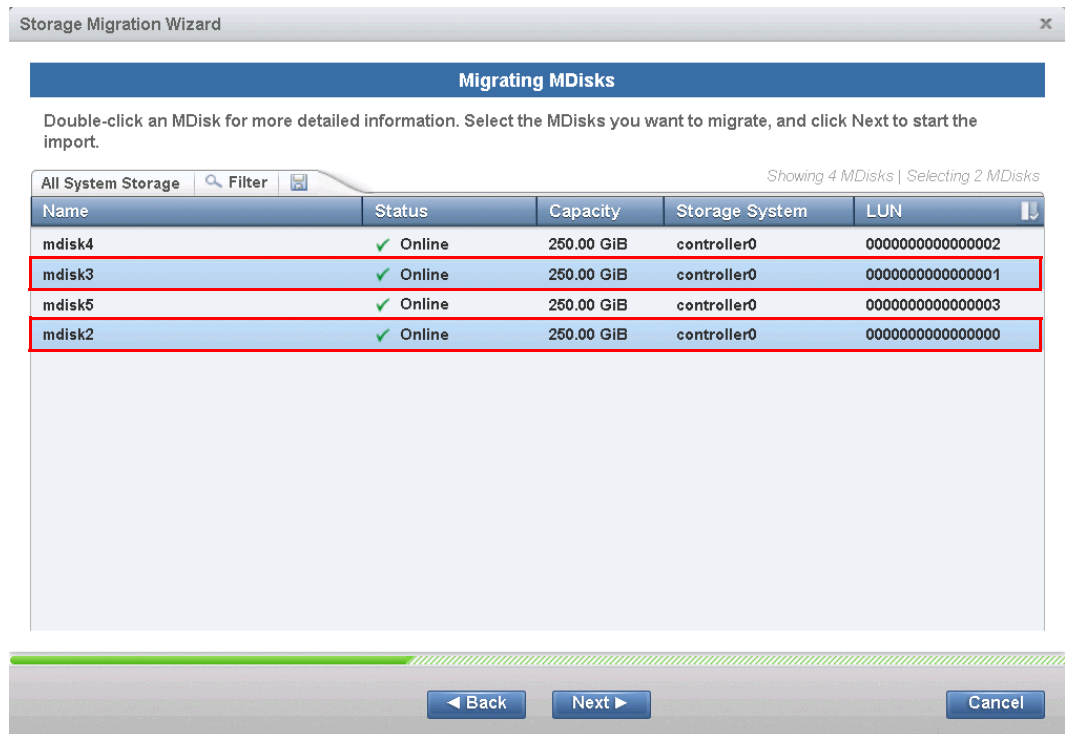 Storage Migration Wizard x
Migrating MDisks
Double-click an MDisk for more detailed information. Select the MDisks you want to migrate, and click Next to start the
import.
All System Storage Filter Showing 4 MDisks | Selecting 2 MDisks
Name Status Capacity Storage System LUN
mdisk4 Online 250.00 GiB controller0 0000000000000002
mdisk3 Online 250.00 GiB controller0 0000000000000001
mdisk5 Online 250.00 GiB controller0 0000000000000003
mdisk2 Online 250.00 GiB controller0 0000000000000000
Back Next Cancel